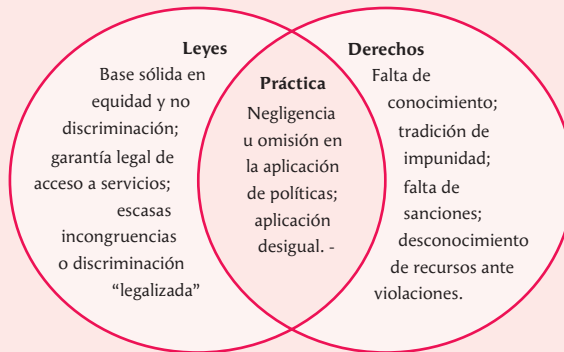 Leyes
Base sólida en
equidad y no
discriminación;
garantía legal de
acceso a servicios;
escasas
incongruencias
o discriminación
“legalizada”
Práctica
Negligencia
u omisión en
la aplicación
de políticas;
aplicación
desigual. -
Derechos
Falta de
conocimiento;
tradición de
impunidad;
falta de
sanciones;
desconocimiento
de recursos ante
violaciones.